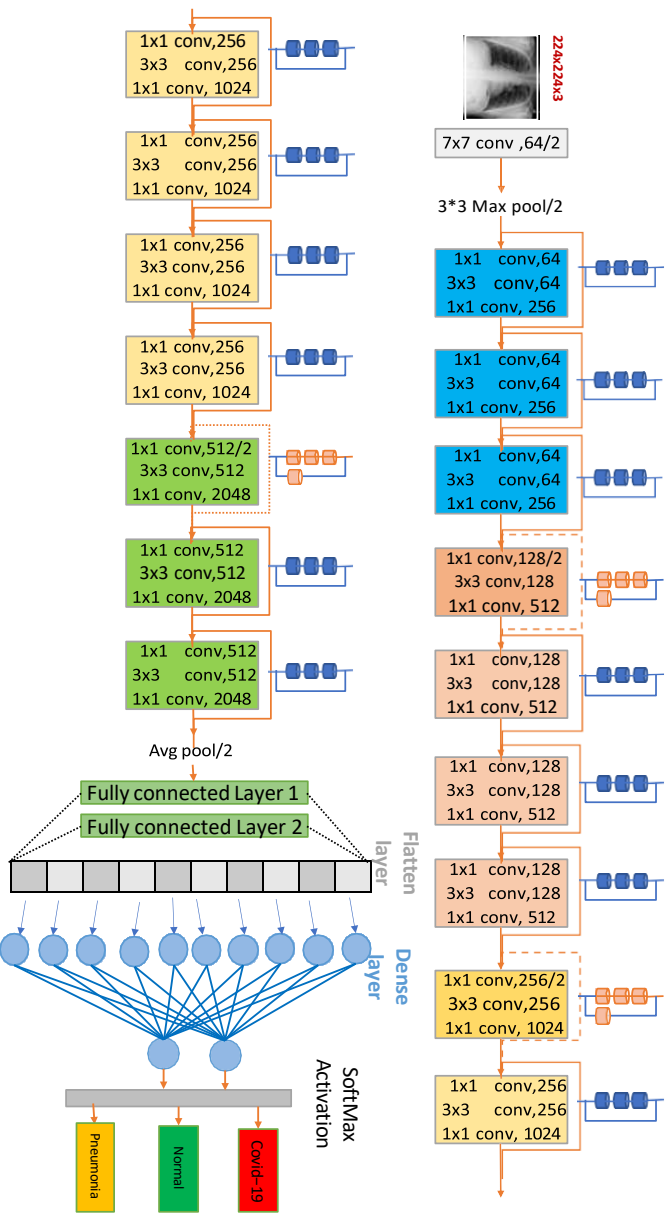 224x224x3
7x7 conv ,64/2
3*3 Max pool/2
1x1 conv,64
3x3 conv,64
1x1 conv, 256
1x1 conv,64
3x3 conv,64
1x1 conv, 256
1x1 conv,64
3x3 conv,64
1x1 conv, 256
1x1 conv,128/2
3x3 conv,128
1x1 conv, 512
1x1 conv,128
3x3 conv,128
1x1 conv, 512
1x1 conv,128
3x3 conv,128
1x1 conv, 512
1x1 conv,128
3x3 conv,128
1x1 conv, 512
1x1 conv,256/2
3x3 conv,256
1x1 conv, 1024
1x1 conv,256
3x3 conv,256
1x1 conv, 1024
1x1 conv,256
3x3 conv,256
1x1 conv, 1024
1x1 conv,256
3x3 conv,256
1x1 conv, 1024
1x1 conv,256
3x3 conv,256
1x1 conv, 1024
1x1 conv,256
3x3 conv,256
1x1 conv, 1024
1x1 conv,512/2
3x3 conv,512
1x1 conv, 2048
1x1 conv,512
3x3 conv,512
1x1 conv, 2048
1x1 conv,512
3x3 conv,512
1x1 conv, 2048
Avg pool/2
Fully connected Layer 1
Fully connected Layer 2
Flatten
layer
Dense
layer
SoftMax
Activation
Pneumonia
Normal
Covid–19